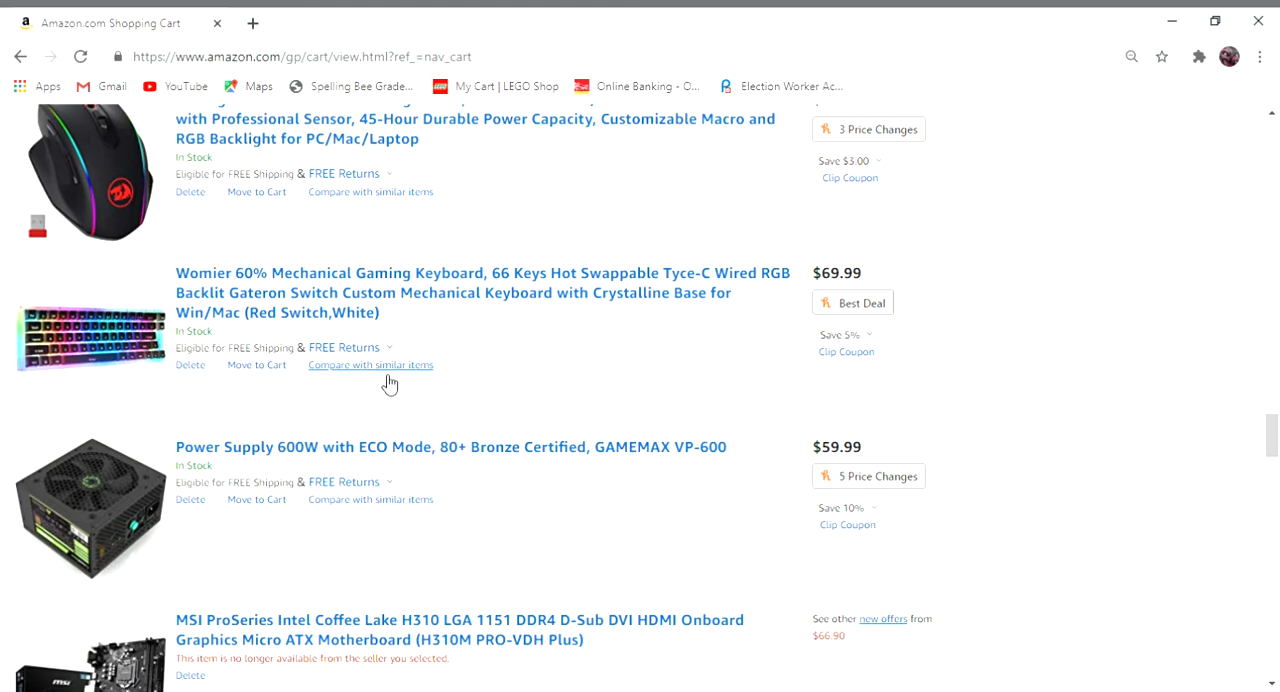 Amazon.com Shopping Cart
https://www.amazon.com/gp/cart/view.html?ref_=nav_cart
Apps Gmail YouTube Maps Spelling Bee Grade... My Cart | LEGO Shop Online Banking - O... Election Worker Ac...
with Professional Sensor, 45-Hour Durable Power Capacity, Customizable Macro and
RGB Backlight for PC/Mac/Laptop
In Stock
Eligible for FREE Shipping & FREE Returns
Delete Move to Cart Compare with similar items
3 Price Changes
Save $3.00
Clip Coupon
Womier 60% Mechanical Gaming Keyboard, 66 Keys Hot Swappable Tyce-C Wired RGB
Backlit Gateron Switch Custom Mechanical Keyboard with Crystalline Base for
Win/Mac (Red Switch,White)
In Stock
Eligible for FREE Shipping & FREE Returns
Delete Move to Cart Compare with similar items
$69.99
Best Deal
Save 5%
Clip Coupon
Power Supply 600W with ECO Mode, 80+ Bronze Certified, GAMEMAX VP-600
In Stock
Eligible for FREE Shipping & FREE Returns
Delete Move to Cart Compare with similar items
$59.99
5 Price Changes
Save 10%
Clip Coupon
MSI ProSeries Intel Coffee Lake H310 LGA 1151 DDR4 D-Sub DVI HDMI Onboard
Graphics Micro ATX Motherboard (H310M PRO-VDH Plus)
This item is no longer available from the seller you selected.
Delete
See other new offers from
$66.90
msi